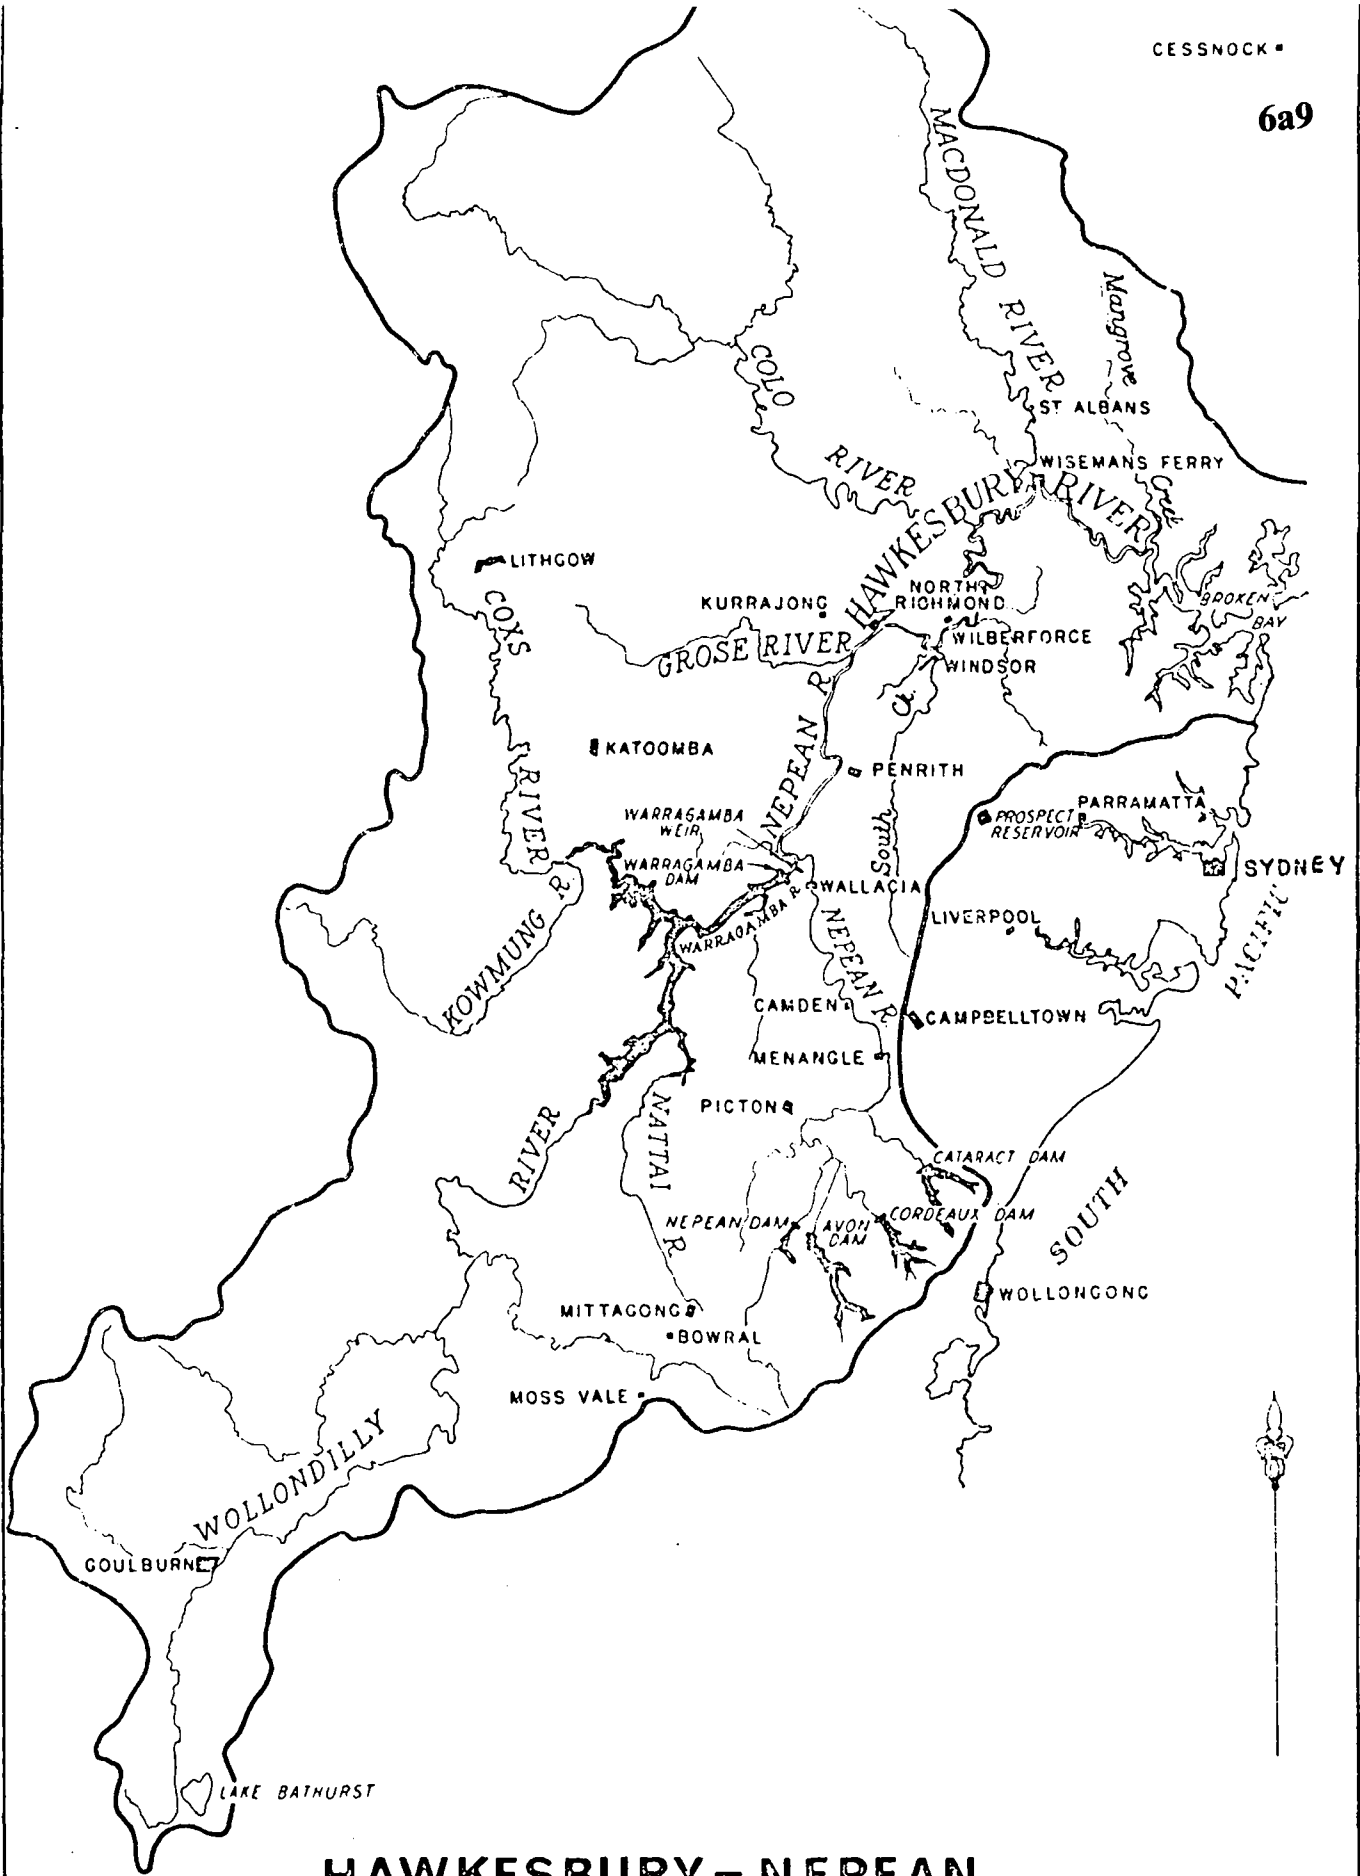 CESSNOCK
6a9
MACDONALD RIVER
Mangrove
Creek
COLO
RIVER
ST ALBANS
WISEMANS FERRY
HAWKESBURY RIVER
LITHGOW
COXS
RIVER
KURRAJONG
NORTH
RICHMOND
BROKEN
BAY
GROSE RIVER
WILBERFORCE
WINDSOR
NEPEAN R
Ck.
South
KATOOMBA
PENRITH
WARRAGAMBA
WEIR
WARRAGAMBA
DAM
PROSPECT
RESERVOIR
PARRAMATTA
SYDNEY
WALLACIA
WARRAGAMBA R
KOWMUNG R
NEPEAN R.
LIVERPOOL
PACIFIC
CAMDEN
CAMPBELLTOWN
MENANGLE
PICTON
NATTAI
R
RIVER
CATARACT DAM
NEPEAN DAM
AVON
DAM
CORDEAUX DAM
SOUTH
WOLLONGONG
MITTAGONG
BOWRAL
MOSS VALE
WOLLONDILLY
GOULBURN
LAKE BATHURST
HAWKESBURY – NEPEAN